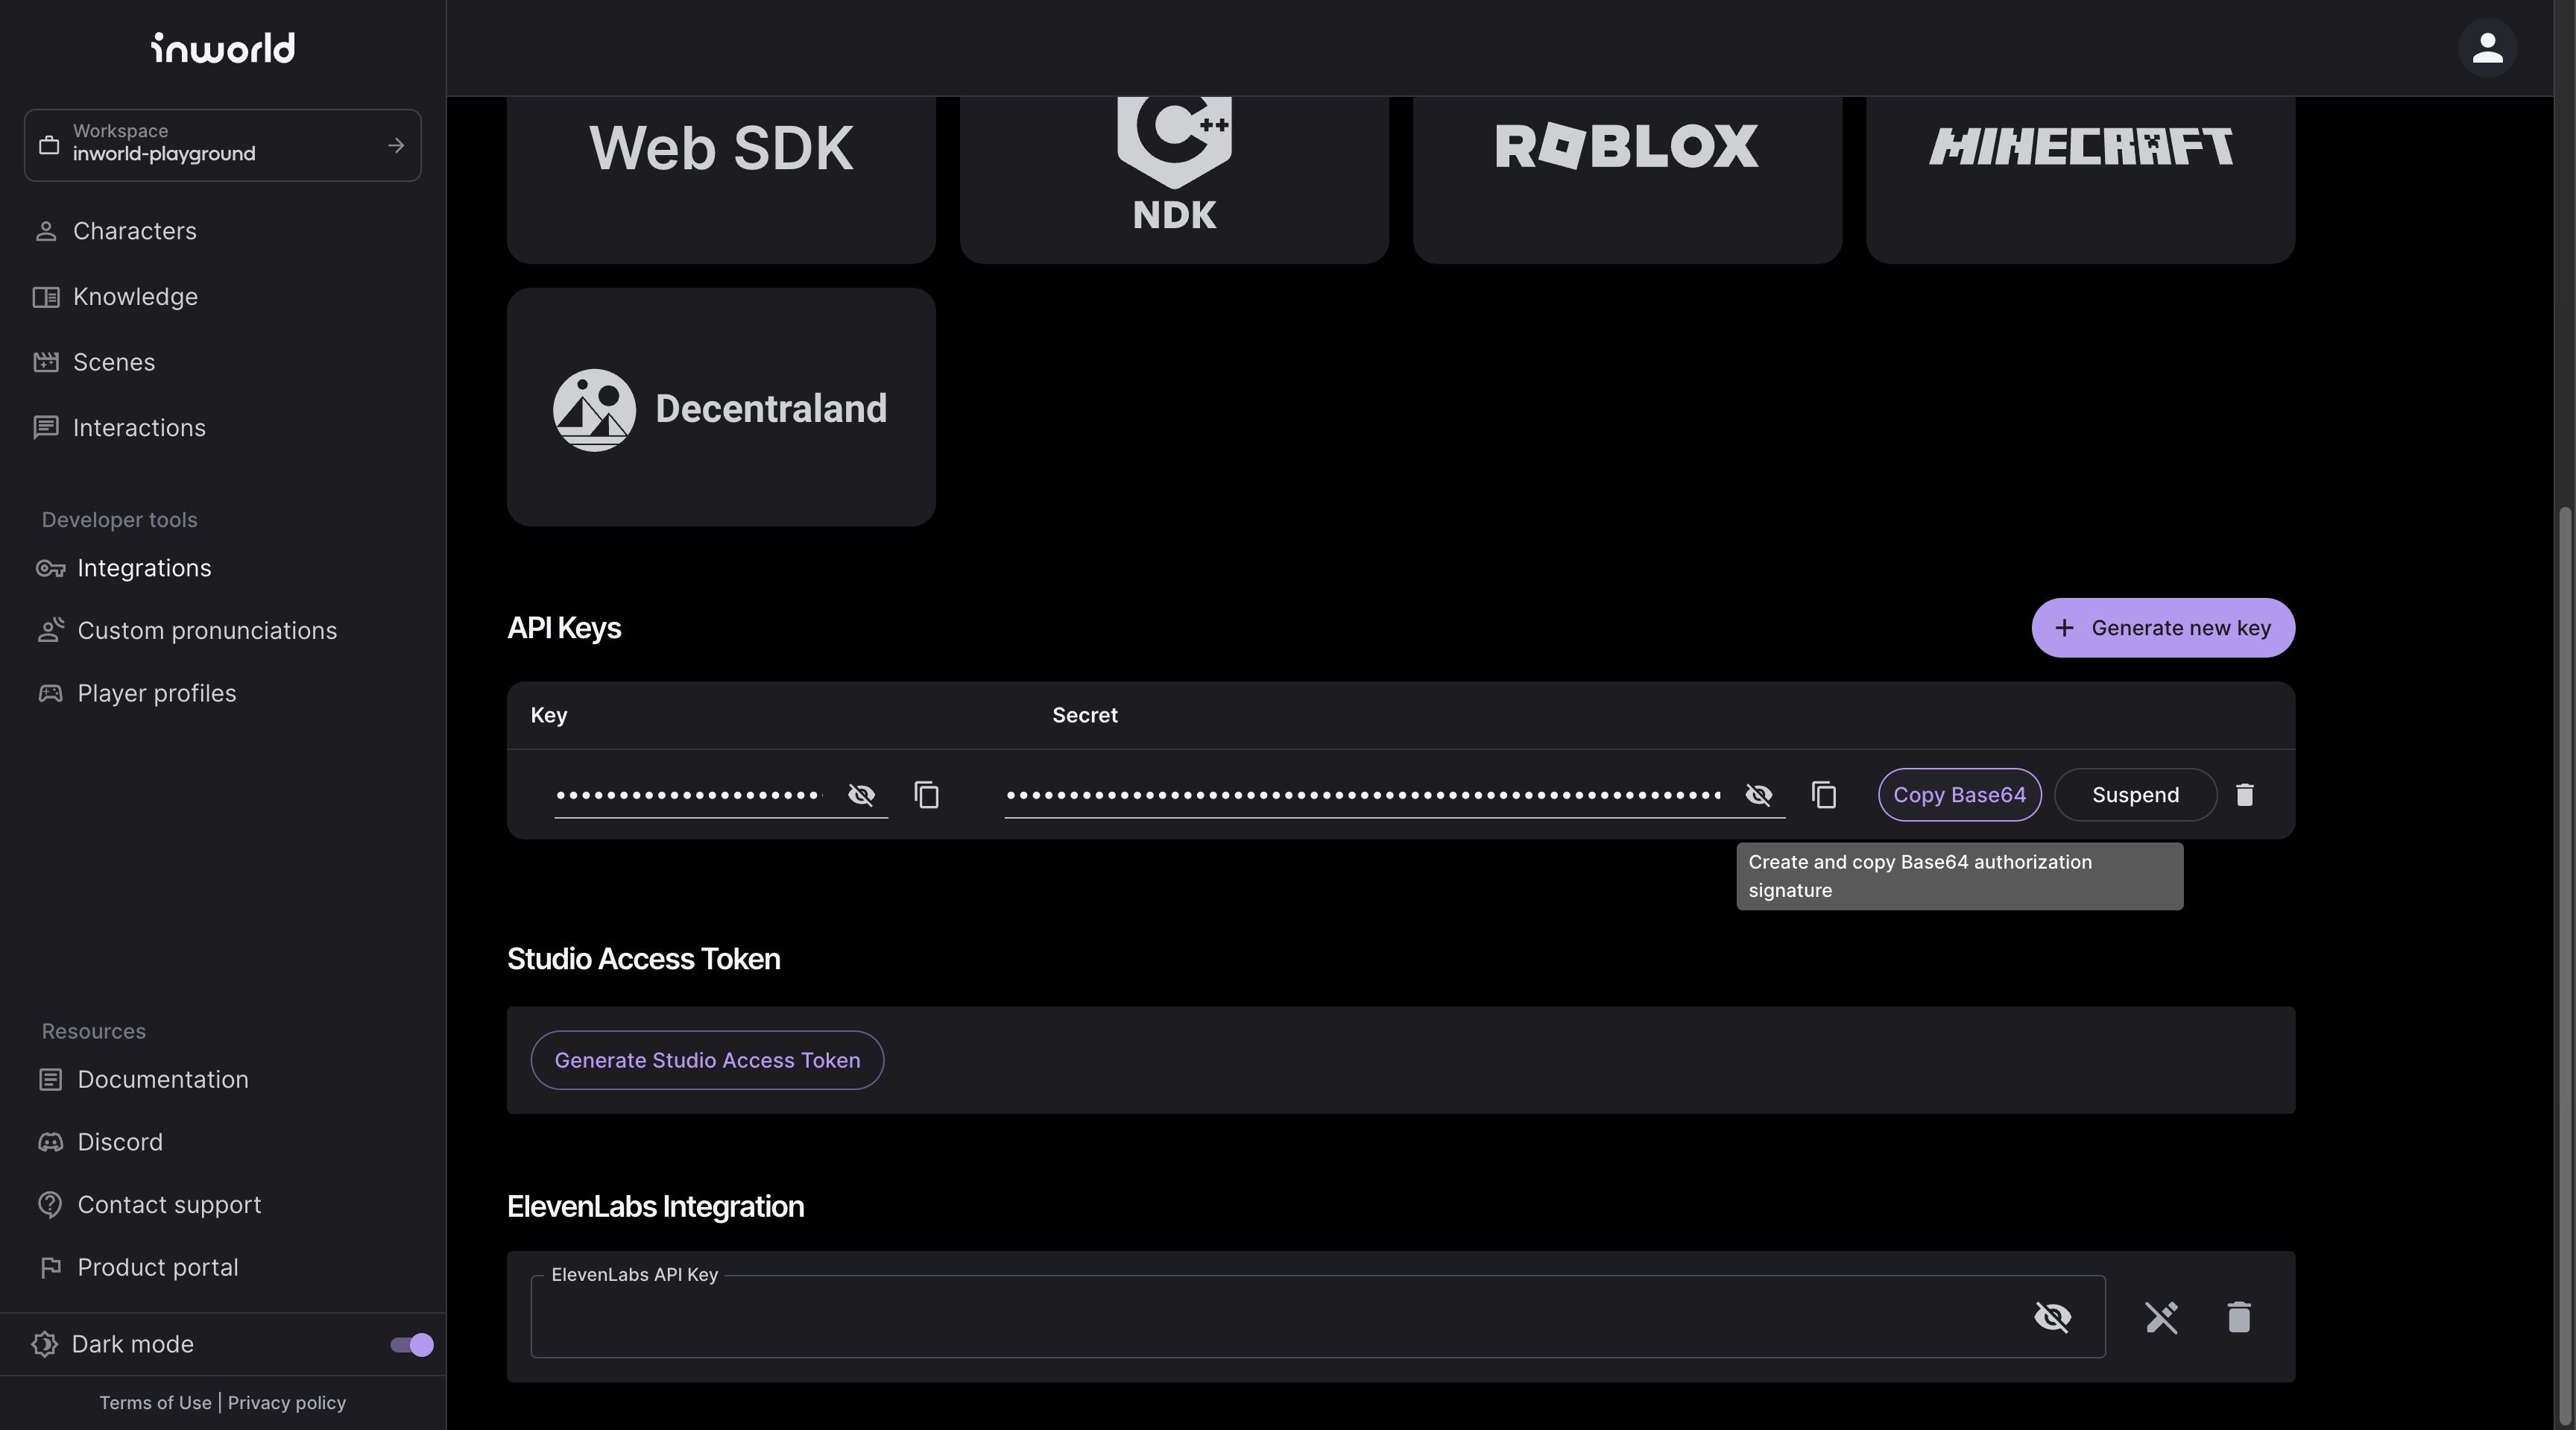 inworld
Workspace
inworld-playground
Characters
Knowledge
Scenes
Interactions
Developer tools
Integrations
Custom pronunciations
Player profiles
Resources
Documentation
Discord
Contact support
Product portal
Dark mode
Terms of Use | Privacy policy
Web SDK
C++
NDK
ROBLOX
MINECRAFT
Decentraland
API Keys
Generate new key
Key
Secret
Copy Base64
Suspend
Create and copy Base64 authorization
signature
Studio Access Token
Generate Studio Access Token
ElevenLabs Integration
ElevenLabs API Key